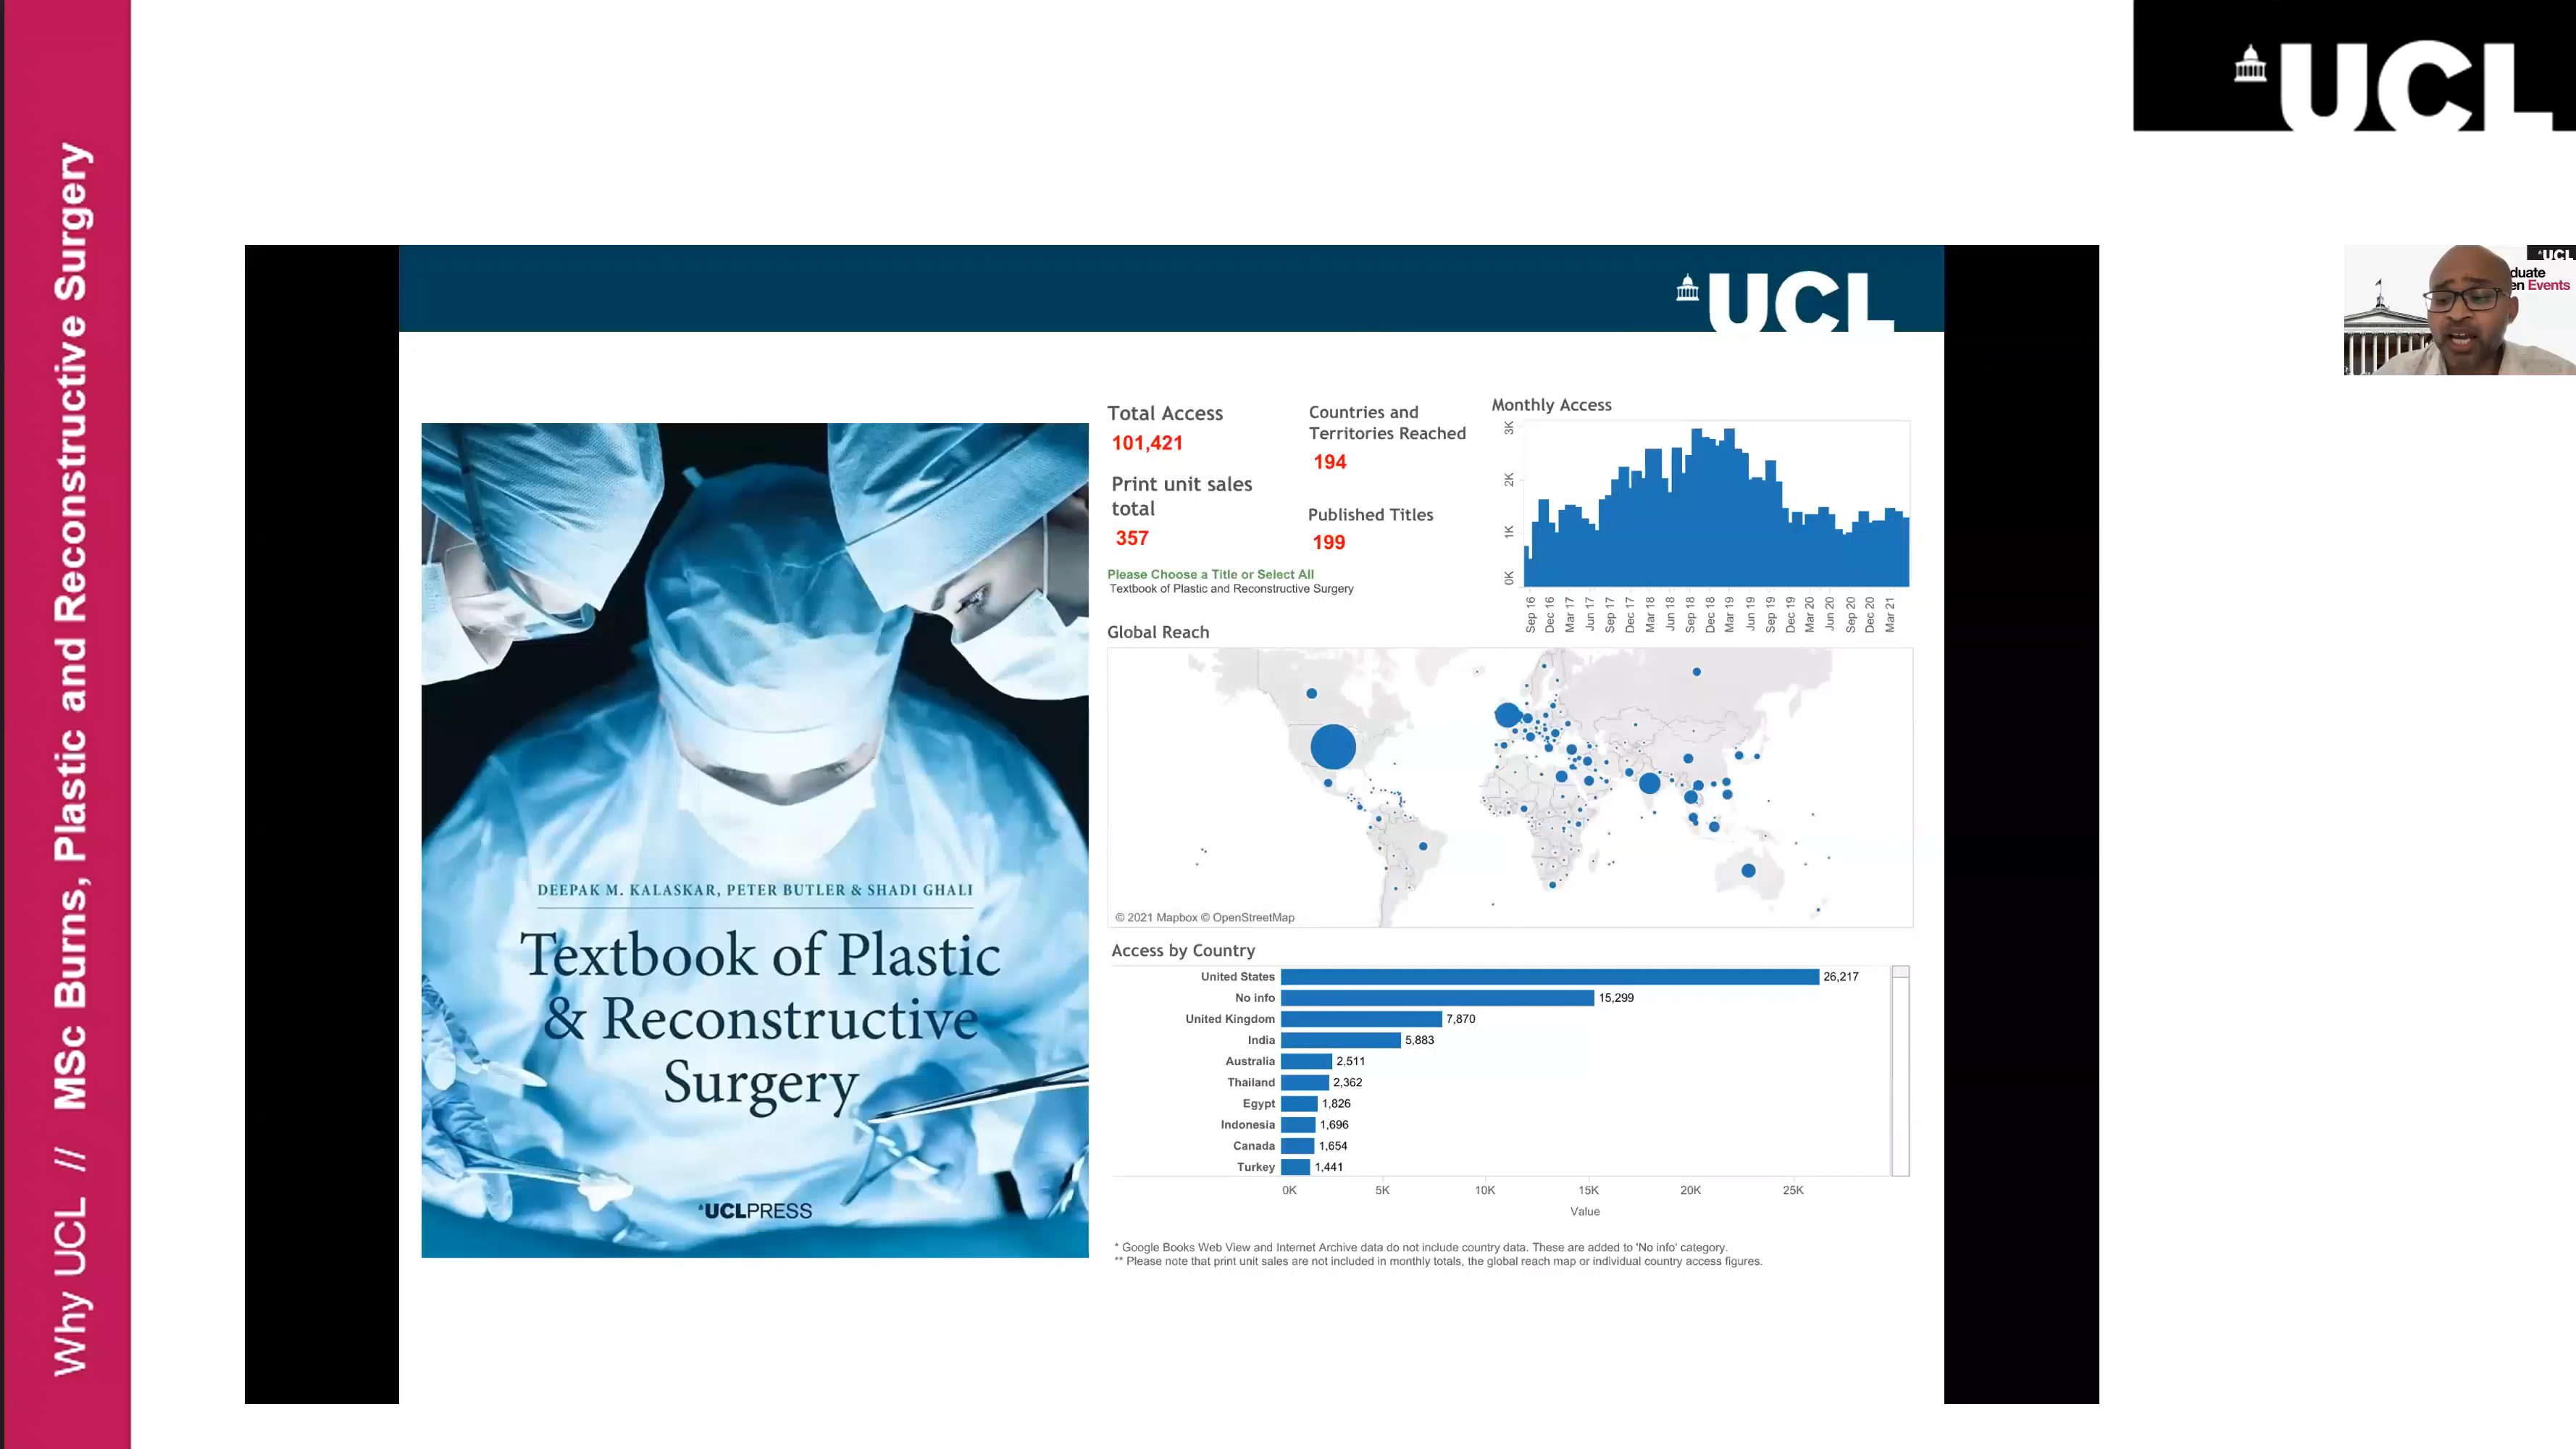 Why UCL // MSc Burns, Plastic and Reconstructive Surgery
UCL
UCL
UCL
duate
en Events
DEEPAK M. KALASKAR, PETER BUTLER & SHADI GHALI
Textbook of Plastic
& Reconstructive
Surgery
UCLPRESS
Total Access
101,421
Countries and
Territories Reached
194
Print unit sales
total
357
Published Titles
199
Please Choose a Title or Select All
Textbook of Plastic and Reconstructive Surgery
Monthly Access
3K
2K
1K
0K
Sep 16
Dec 16
Mar 17
Jun 17
Sep 17
Dec 17
Mar 18
Jun 18
Sep 18
Dec 18
Mar 19
Jun 19
Sep 19
Dec 19
Mar 20
Jun 20
Sep 20
Dec 20
Mar 21
Global Reach
© 2021 Mapbox © OpenStreetMap
Access by Country
United States 26,217
No info 15,299
United Kingdom 7,870
India 5,883
Australia 2,511
Thailand 2,362
Egypt 1,826
Indonesia 1,696
Canada 1,654
Turkey 1,441
0K 5K 10K 15K 20K 25K
Value
* Google Books Web View and Internet Archive data do not include country data. These are added to 'No info' category.
** Please note that print unit sales are not included in monthly totals, the global reach map or individual country access figures.